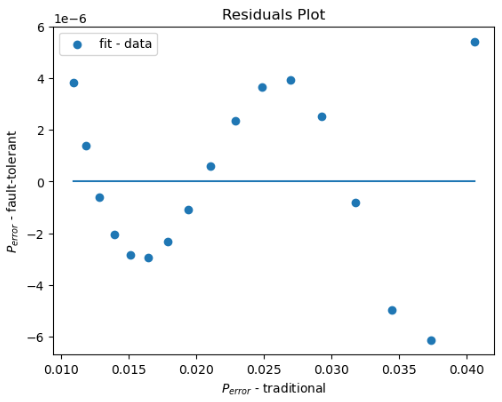 Residuals Plot
1e−6
fit - data
6
4
2
0
−2
−4
−6
P_error - fault-tolerant
0.010 0.015 0.020 0.025 0.030 0.035 0.040
P_error - traditional